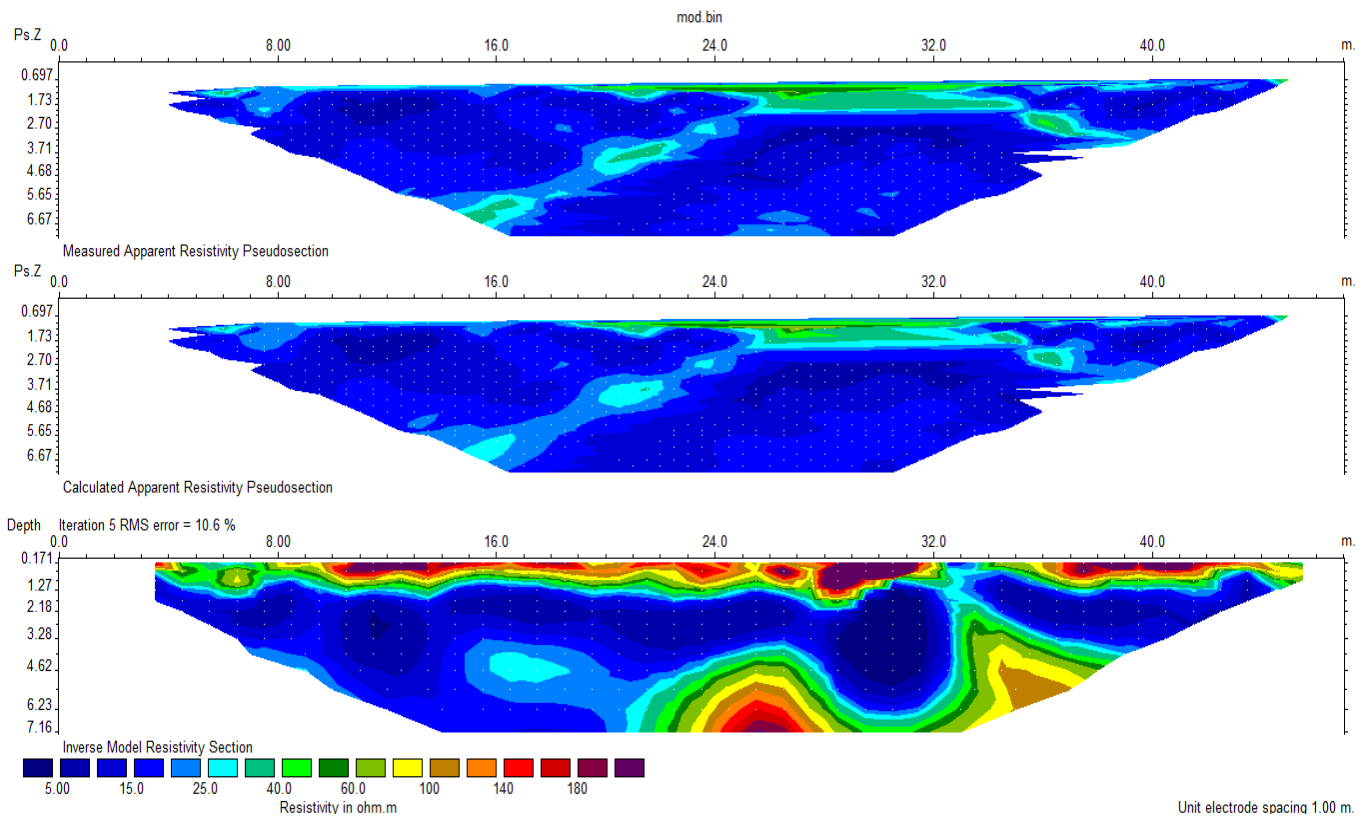 mod.bin
Ps.Z 0.0 8.00 16.0 24.0 32.0 40.0 m.
0.697
1.73
2.70
3.71
4.68
5.65
6.67
Measured Apparent Resistivity Pseudosection
Ps.Z 0.0 8.00 16.0 24.0 32.0 40.0 m.
0.697
1.73
2.70
3.71
4.68
5.65
6.67
Calculated Apparent Resistivity Pseudosection
Depth Iteration 5 RMS error = 10.6 %
0.0 8.00 16.0 24.0 32.0 40.0 m.
0.171
1.27
2.18
3.28
4.62
6.23
7.16
Inverse Model Resistivity Section
5.00 15.0 25.0 40.0 60.0 100 140 180
Resistivity in ohm.m
Unit electrode spacing 1.00 m.